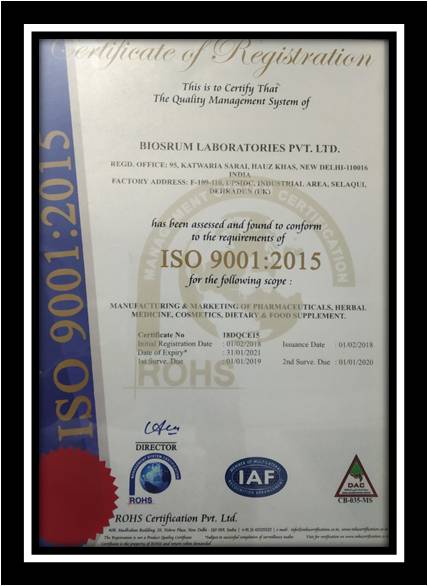 Certificate of Registration
This is to Certify That
The Quality Management System of
BIOSRUM LABORATORIES PVT. LTD.
REGD. OFFICE: 95, KATWARIA SARAI, HAUZ KHAS, NEW DELHI-110016
INDIA
FACTORY ADDRESS: F-109-110, UPSIDC, INDUSTRIAL AREA, SELAQUI,
DEHRADUN (UK)
has been assessed and found to conform
to the requirements of
ISO 9001:2015
for the following scope :
MANUFACTURING & MARKETING OF PHARMACEUTICALS, HERBAL
MEDICINE, COSMETICS, DIETARY & FOOD SUPPLEMENT.
Certificate No : 18DQCE15
Initial Registration Date : 01/02/2018 Issuance Date : 01/02/2018
Date of Expiry* : 31/01/2021
1st Surve. Due : 01/01/2019 2nd Surve. Due : 01/01/2020
ROHS
DIRECTOR
ROHS
IAF
DAC
CB-035-MS
ROHS Certification Pvt. Ltd.
ISO 9001:2015
MANAGEMENT SYSTEM CERTIFICATION